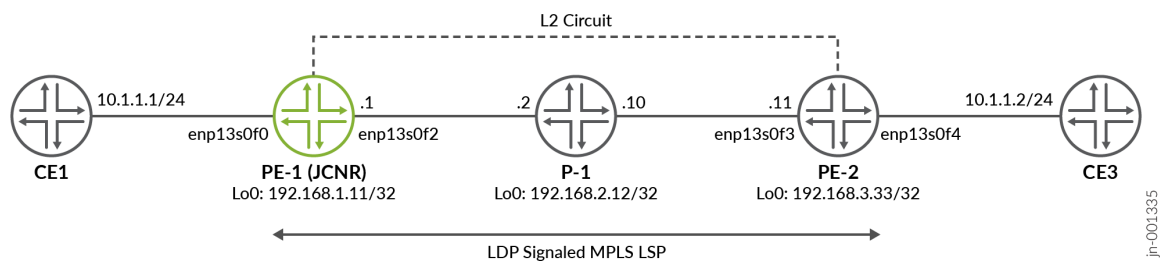 L2 Circuit
10.1.1.1/24
.1
.2
.10
.11
10.1.1.2/24
enp13s0f0
enp13s0f2
enp13s0f3
enp13s0f4
CE1
PE-1 (JCNR)
P-1
PE-2
CE3
Lo0: 192.168.1.11/32
Lo0: 192.168.2.12/32
Lo0: 192.168.3.33/32
LDP Signaled MPLS LSP
jn-001335